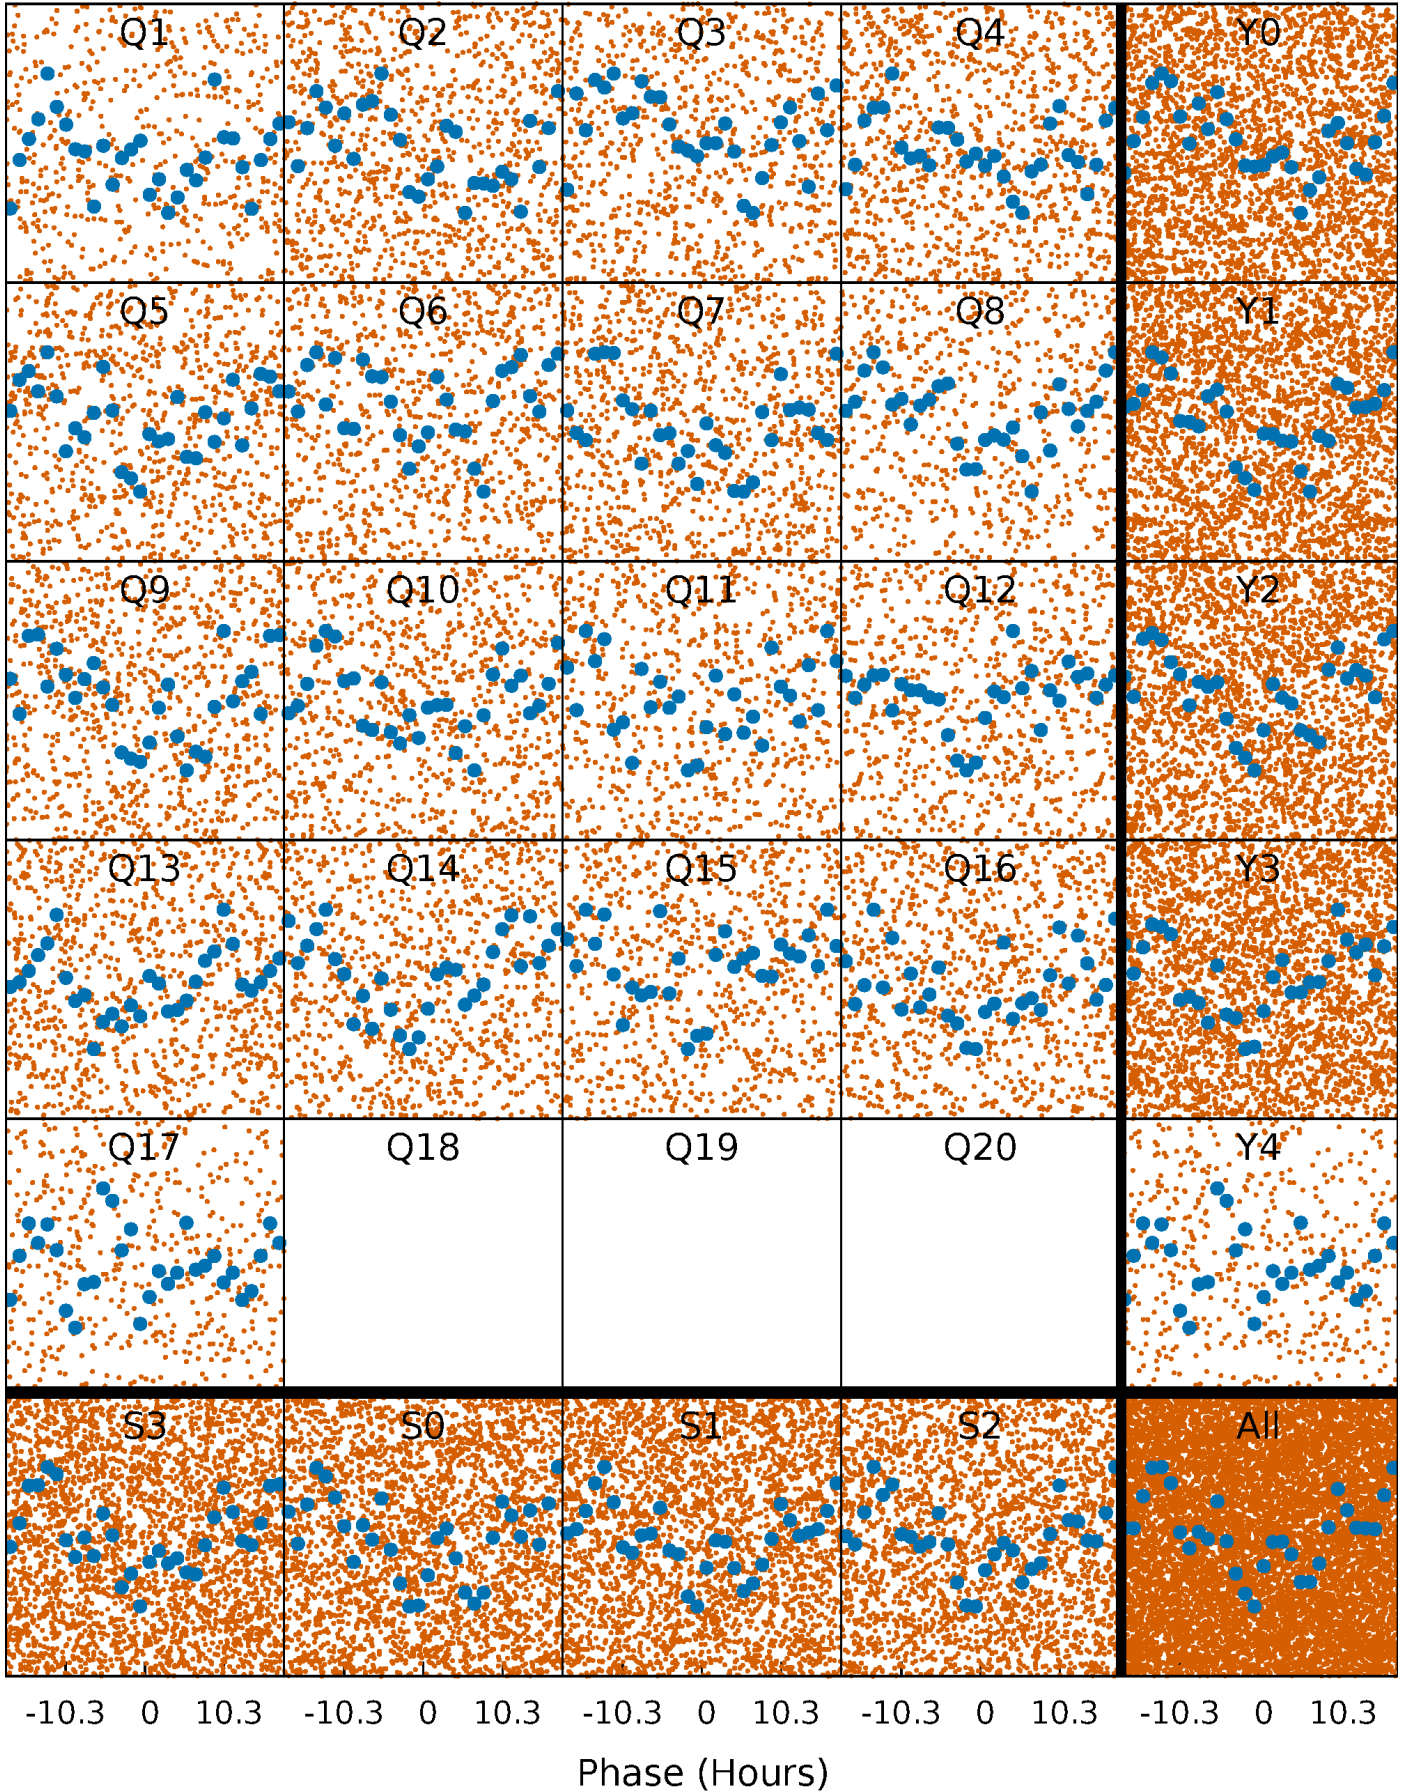 Q1 Q2 Q3 Q4 Y0
Q5 Q6 Q7 Q8 Y1
Q9 Q10 Q11 Q12 Y2
Q13 Q14 Q15 Q16 Y3
Q17 Q18 Q19 Q20 Y4
S3 S0 S1 S2 All
-10.3 0 10.3 -10.3 0 10.3 -10.3 0 10.3 -10.3 0 10.3 -10.3 0 10.3
Phase (Hours)